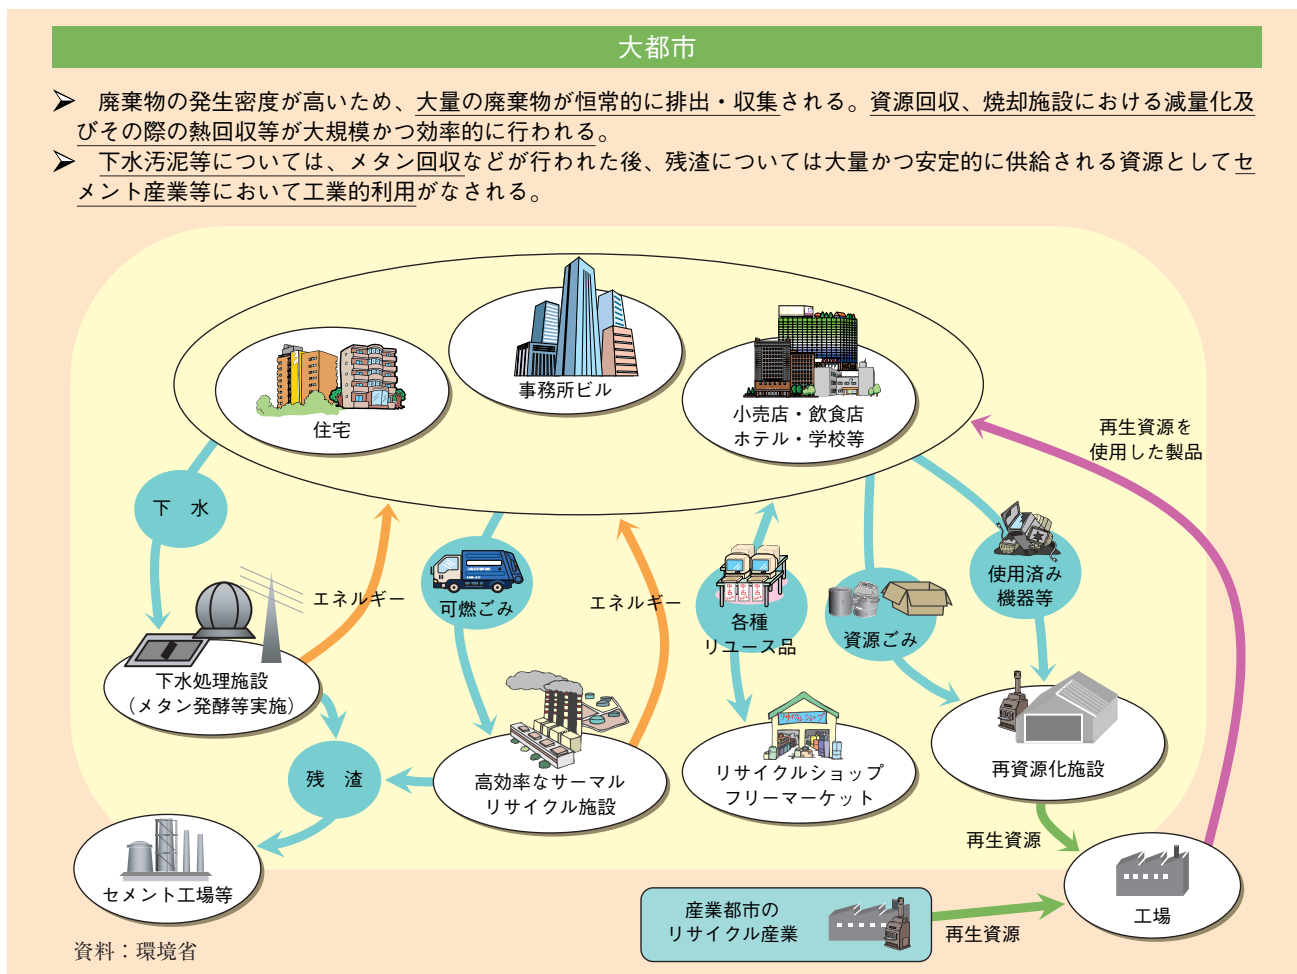 大都市
➢ 廃棄物の発生密度が高いため、大量の廃棄物が恒常的に排出・収集される。資源回収、焼却施設における減量化及
びその際の熱回収等が大規模かつ効率的に行われる。
➢ 下水汚泥等については、メタン回収などが行われた後、残渣については大量かつ安定的に供給される資源としてセ
メント産業等において工業的利用がなされる。
住宅
事務所ビル
小売店・飲食店
ホテル・学校等
再生資源を
使用した製品
下 水
エネルギー
可燃ごみ
エネルギー
各種
リユース品
資源ごみ
使用済み
機器等
下水処理施設
（メタン発酵等実施）
残 渣
高効率なサーマル
リサイクル施設
リサイクルショップ
リサイクルショップ
フリーマーケット
再資源化施設
再生資源
セメント工場等
工場
産業都市の
リサイクル産業
再生資源
資料：環境省